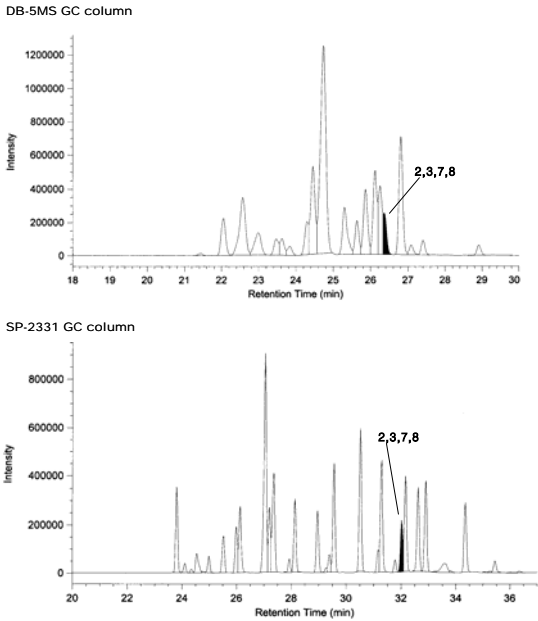 DB-5MS GC column
1200000
1000000
800000
600000
400000
200000
0
Intensity
2,3,7,8
18 19 20 21 22 23 24 25 26 27 28 29 30
Retention Time (min)
SP-2331 GC column
800000
600000
400000
200000
0
Intensity
2,3,7,8
20 22 24 26 28 30 32 34 36
Retention Time (min)